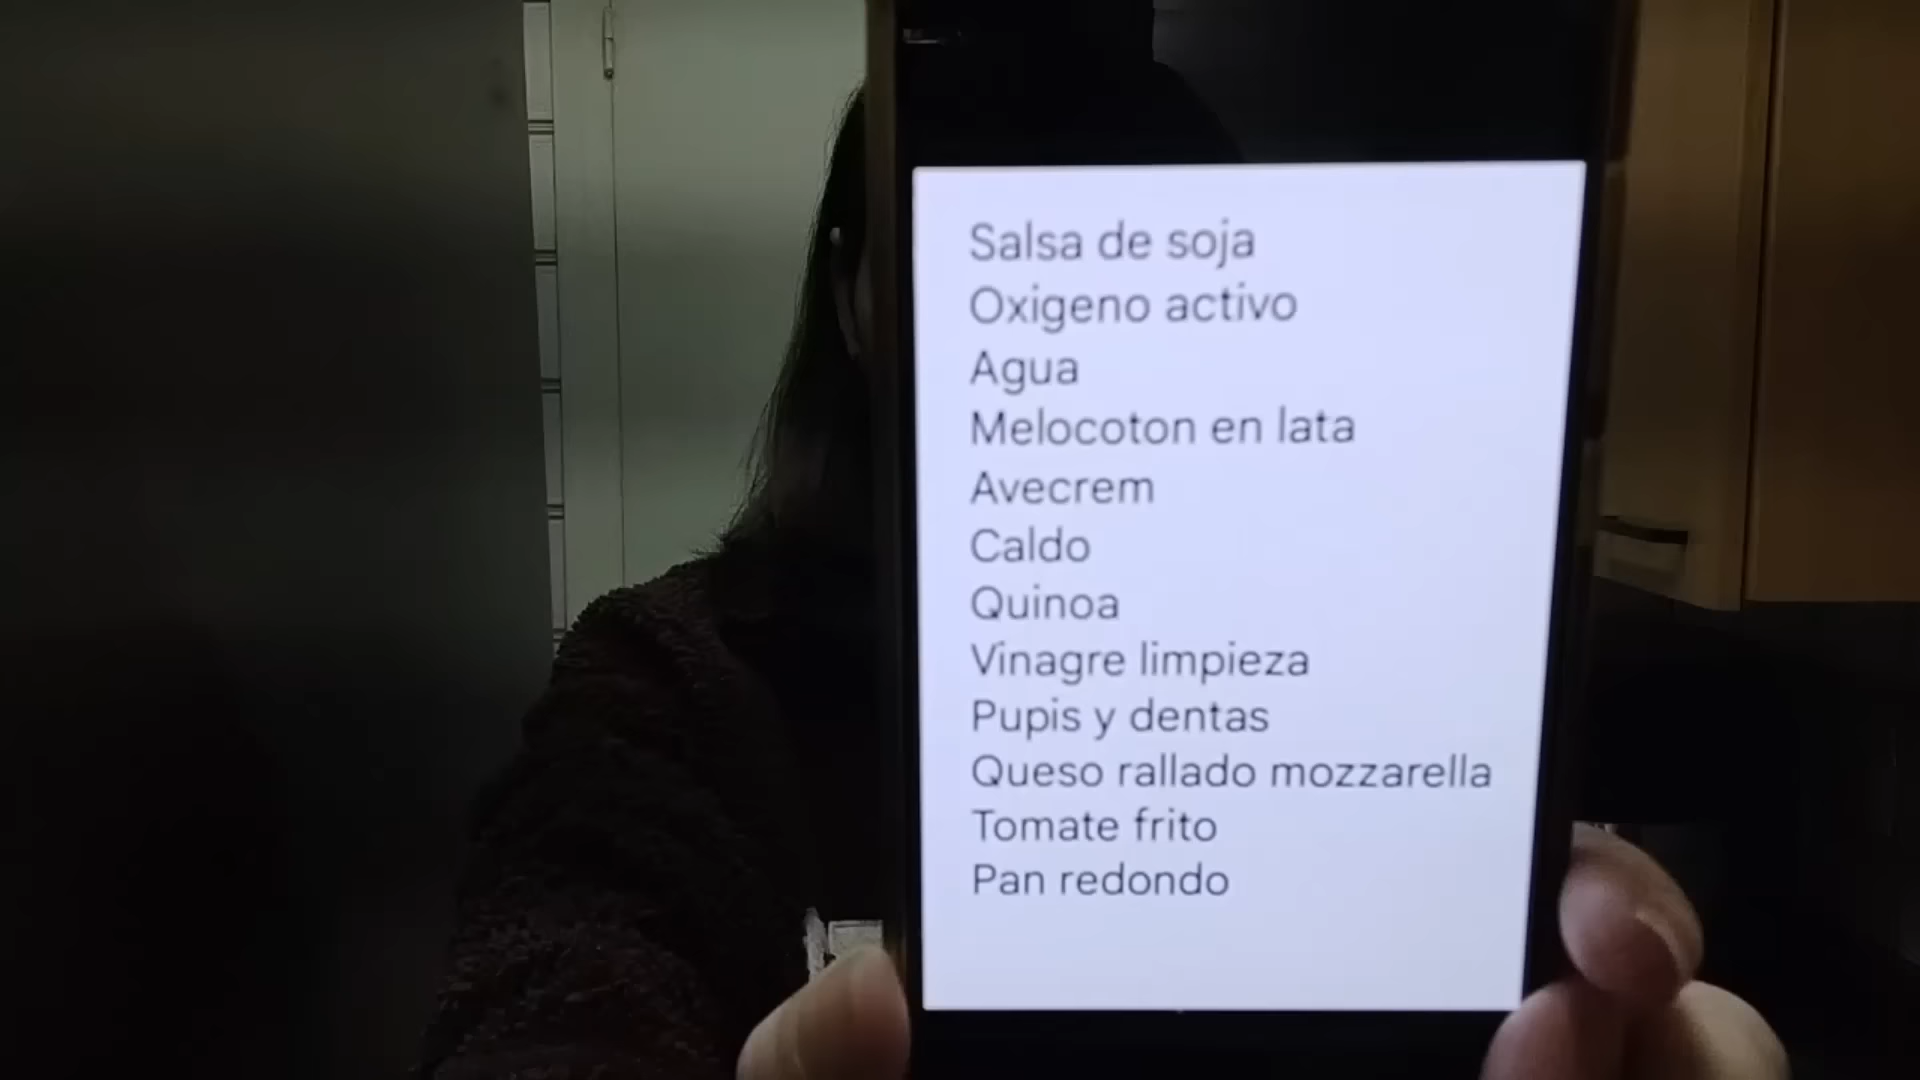 Salsa de soja
Oxigeno activo
Agua
Melocoton en lata
Avecrem
Caldo
Quinoa
Vinagre limpieza
Pupis y dentas
Queso rallado mozzarella
Tomate frito
Pan redondo